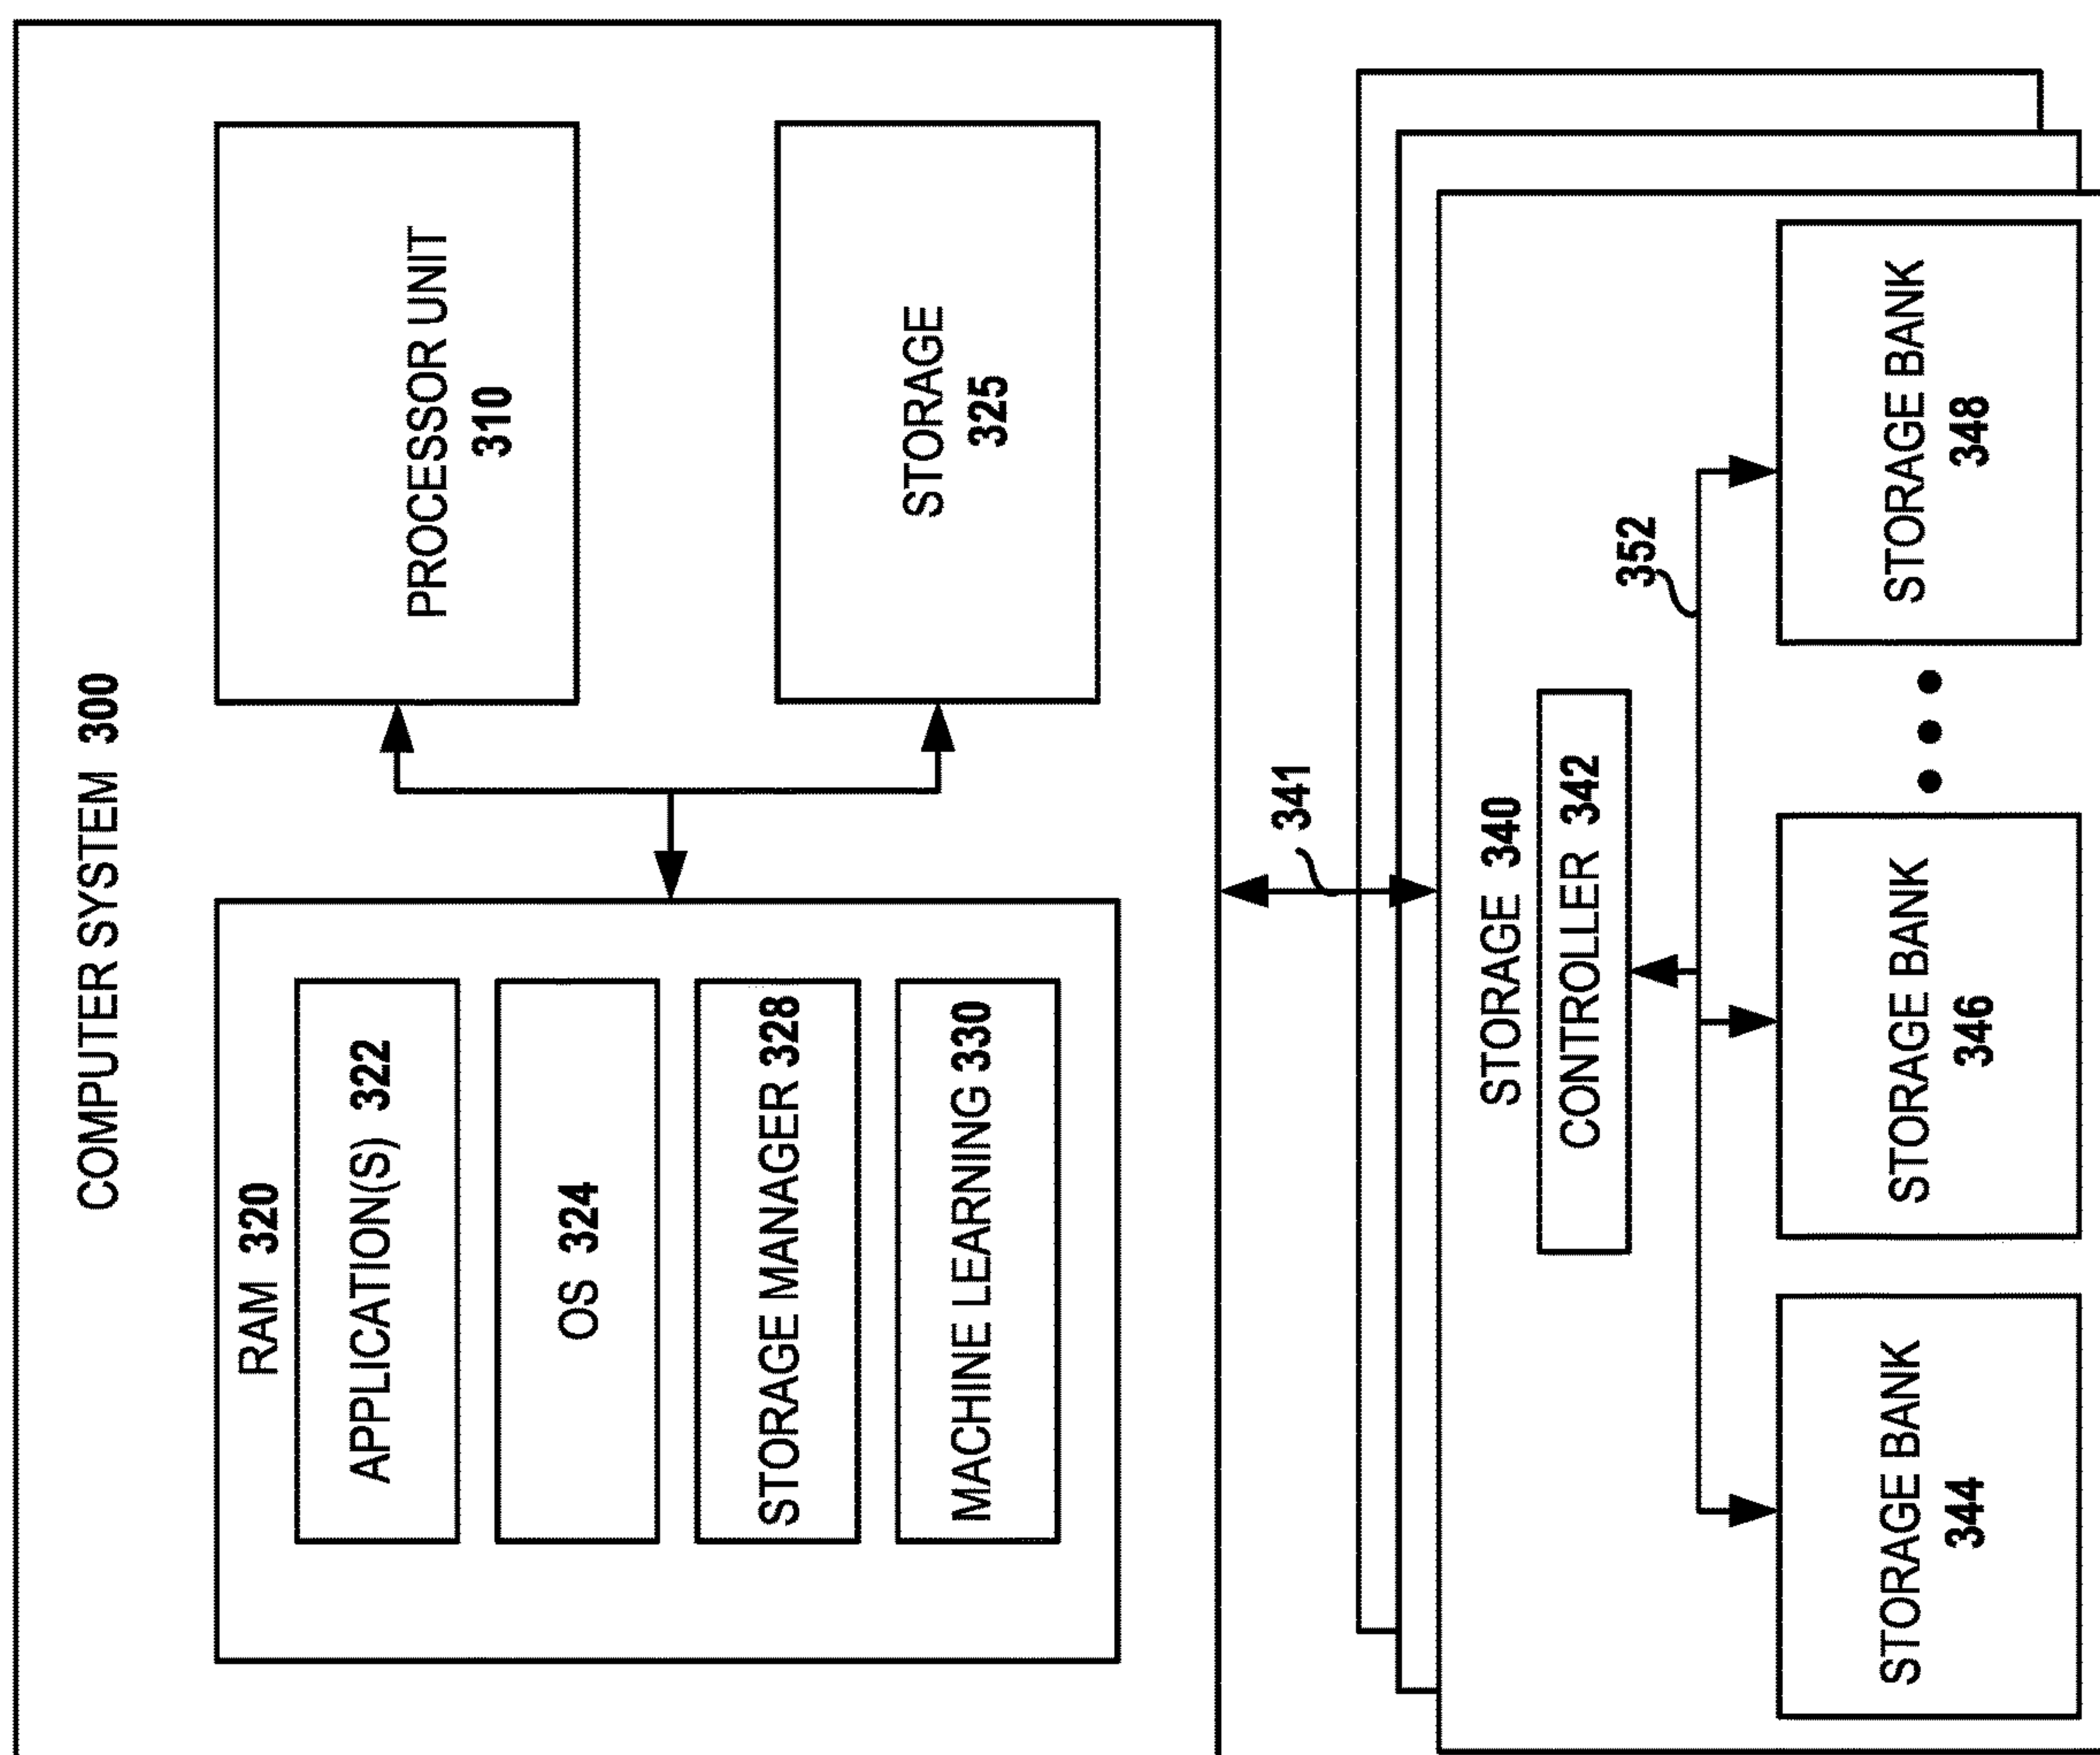 COMPUTER SYSTEM 300
RAM 320
APPLICATION(S) 322
OS 324
STORAGE MANAGER 328
MACHINE LEARNING 330
PROCESSOR UNIT
310
STORAGE
325
341
STORAGE 340
CONTROLLER 342
352
STORAGE BANK
344
STORAGE BANK
346
STORAGE BANK
348